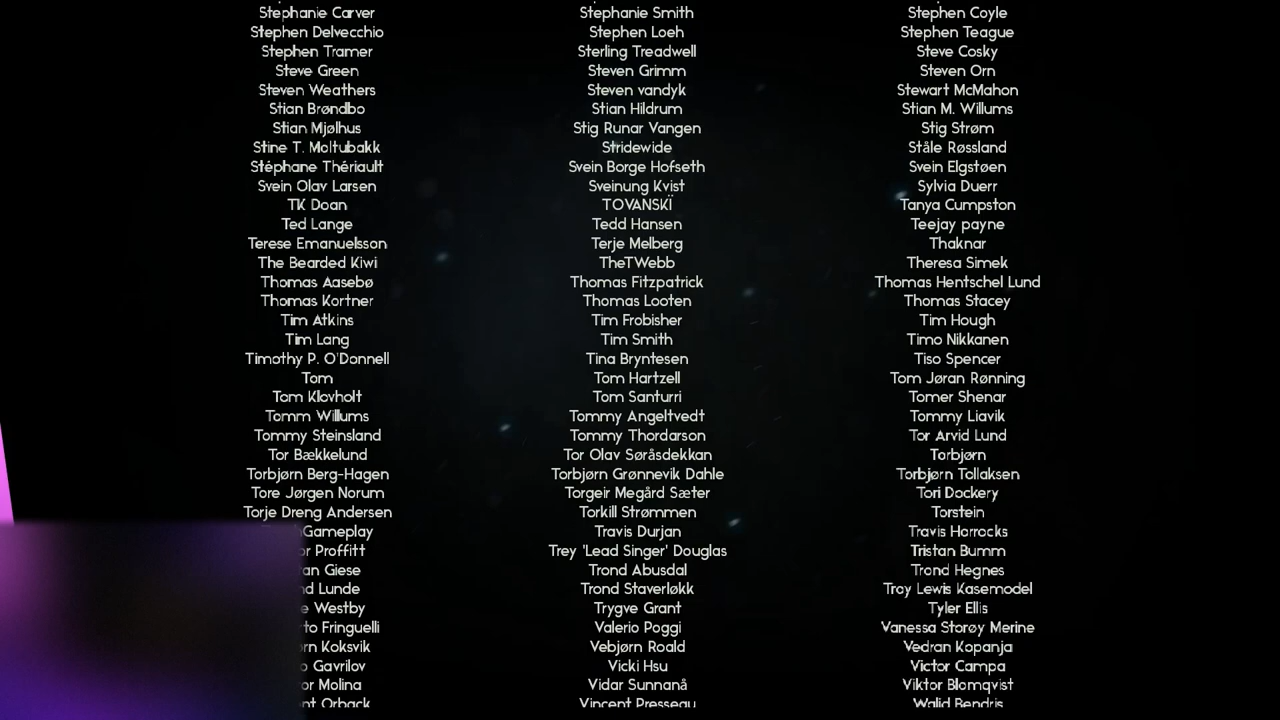 Stephanie Carver Stephanie Smith Stephen Coyle
Stephen Delvecchio Stephen Loeh Stephen Teague
Stephen Tramer Sterling Treadwell Steve Cosky
Steve Green Steven Grimm Steven Orn
Steven Weathers Steven vandyk Stewart McMahon
Stian Brøndbo Stian Hildrum Stian M. Willums
Stian Mjølhus Stig Runar Vangen Stig Strøm
Stine T. Moltubakk Stridewide Ståle Røssland
Stéphane Thériault Svein Borge Hofseth Svein Elgstøen
Svein Olav Larsen Sveinung Kvist Sylvia Duerr
TK Doan TOVANSKÏ Tanya Cumpston
Ted Lange Tedd Hansen Teejay payne
Terese Emanuelsson Terje Melberg Thaknar
The Bearded Kiwi TheTWebb Theresa Simek
Thomas Aasebø Thomas Fitzpatrick Thomas Hentschel Lund
Thomas Kortner Thomas Looten Thomas Stacey
Tim Atkins Tim Frobisher Tim Hough
Tim Lang Tim Smith Timo Nikkanen
Timothy P. O'Donnell Tina Bryntesen Tiso Spencer
Tom Tom Hartzell Tom Jøran Rønning
Tom Klovholt Tom Santurri Tomer Shenar
Tomm Willums Tommy Angeltvedt Tommy Liavik
Tommy Steinsland Tommy Thordarson Tor Arvid Lund
Tor Bækkelund Tor Olav Søråsdekkan Torbjørn
Torbjørn Berg-Hagen Torbjørn Grønnevik Dahle Torbjørn Tollaksen
Tore Jørgen Norum Torgeir Megård Sæter Tori Dockery
Torje Dreng Andersen Torkill Strømmen Torstein
Gameplay Travis Durjan Travis Horrocks
Proffitt Trey 'Lead Singer' Douglas Tristan Bumm
Giese Trond Abusdal Trond Hegnes
Lunde Trond Staverløkk Troy Lewis Kasemodel
Westby Trygve Grant Tyler Ellis
Fringuelli Valerio Poggi Vanessa Storøy Merine
Koksvik Vebjørn Roald Vedran Kopanja
Gavrilov Vicki Hsu Victor Campa
Molina Vidar Sunnanå Viktor Blomqvist
Orback Vincent Presseau Walid Bendris